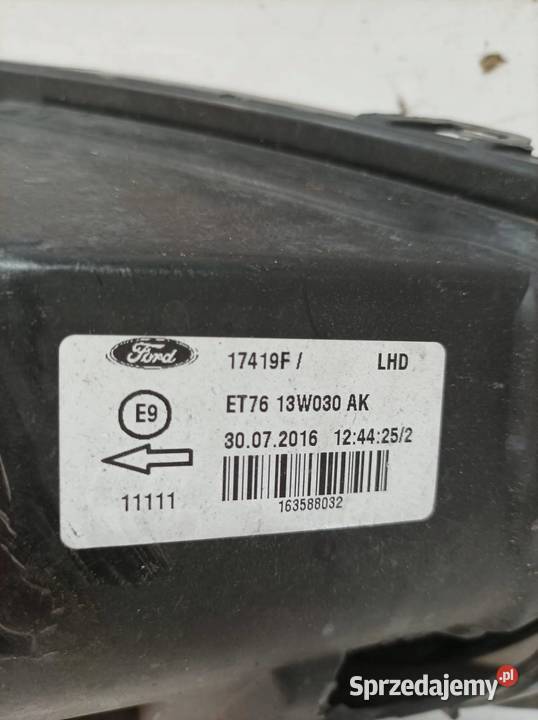 Ford
17419F / LHD
E9
ET76 13W030 AK
30.07.2016 12:44:25/2
11111
163588032
Sprzedajemy.pl